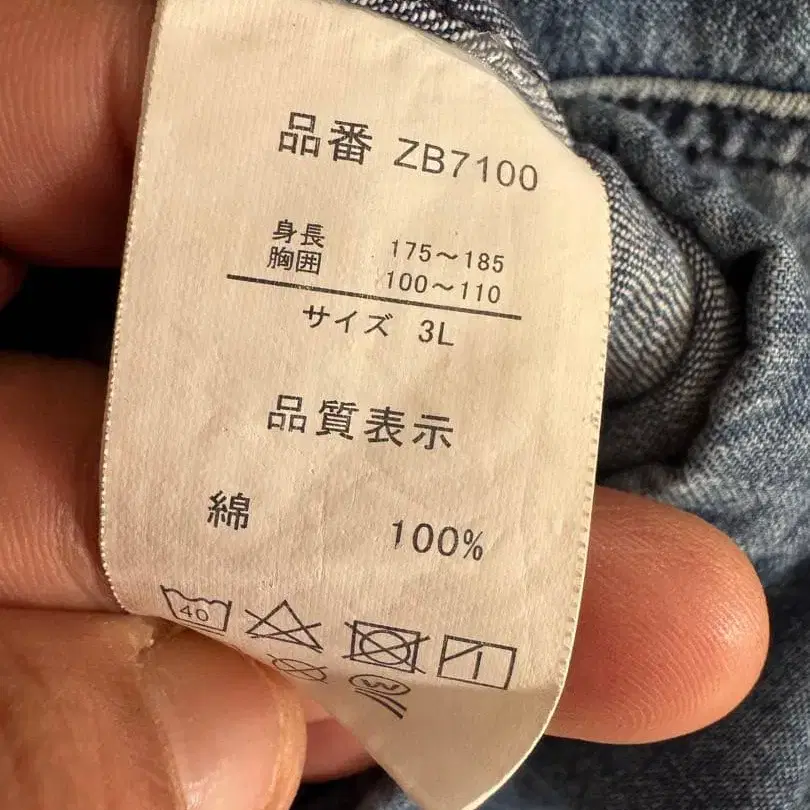 品番 ZB7100
身長 175～185
胸囲 100～110
サイズ 3L
品質表示
綿 100%
40
W